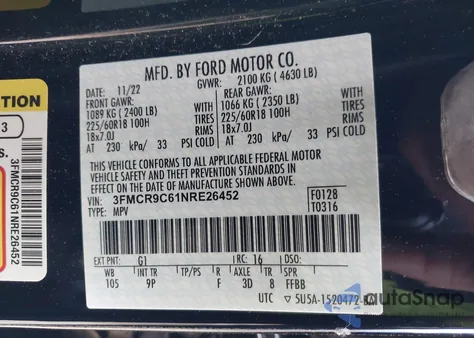 MFD. BY FORD MOTOR CO.
DATE: 11/22 GVWR: 2100 KG ( 4630 LB)
FRONT GAWR: REAR GAWR:
1089 KG ( 2400 LB) WITH 1066 KG ( 2350 LB) WITH
225/60R18 100H TIRES 225/60R18 100H TIRES
18x7.0J RIMS 18x7.0J RIMS
AT 230 kPa/ 33 PSI COLD AT 230 kPa/ 33 PSI COLD
THIS VEHICLE CONFORMS TO ALL APPLICABLE FEDERAL MOTOR
VEHICLE SAFETY AND THEFT PREVENTION STANDARDS IN
EFFECT ON THE DATE OF MANUFACTURE SHOWN ABOVE.
VIN: 3FMCR9C61NRE26452 F0128
TYPE: MPV T0316
EXT PNT: G1 RC: 16 DSO:
WB INT TR TP/PS R AXLE TR SPR
105 9P F 3D 8 FFBB
UTC SU5A-1520472-
TION
3
s.
3FMCR9C61NRE26452
autoSnap